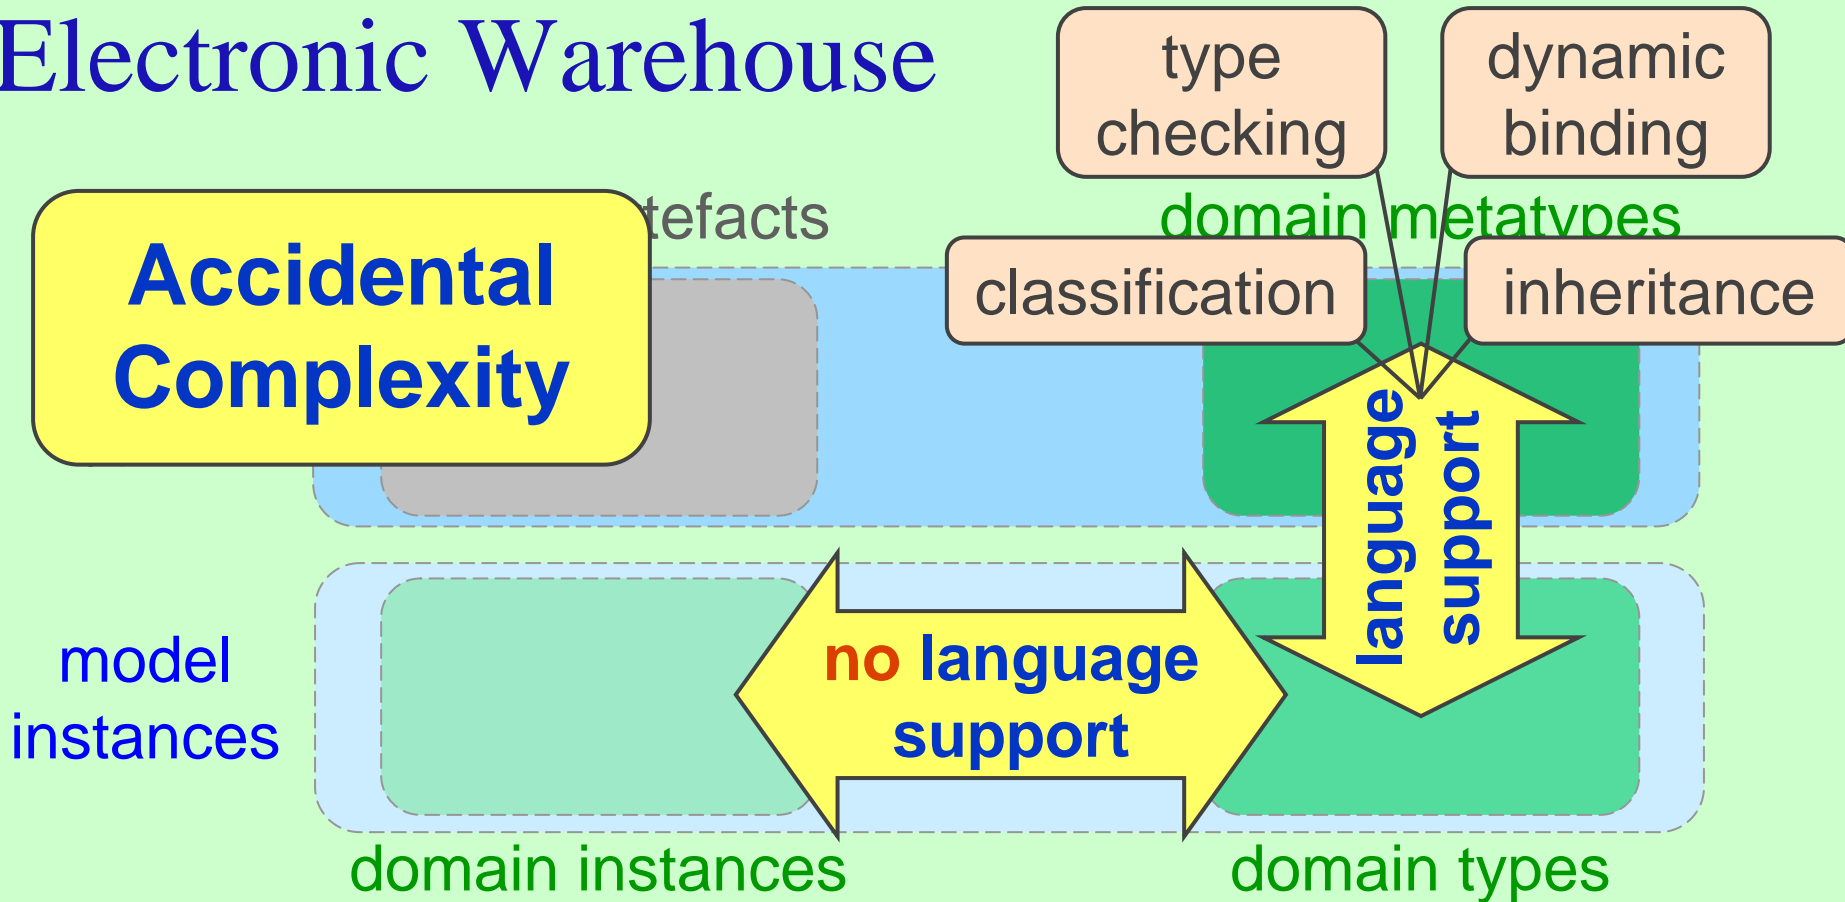 Electronic Warehouse
type
checking
dynamic
binding
tefacts
domain metatypes
Accidental
Complexity
classification
inheritance
language
support
model
instances
no language
support
domain instances
domain types